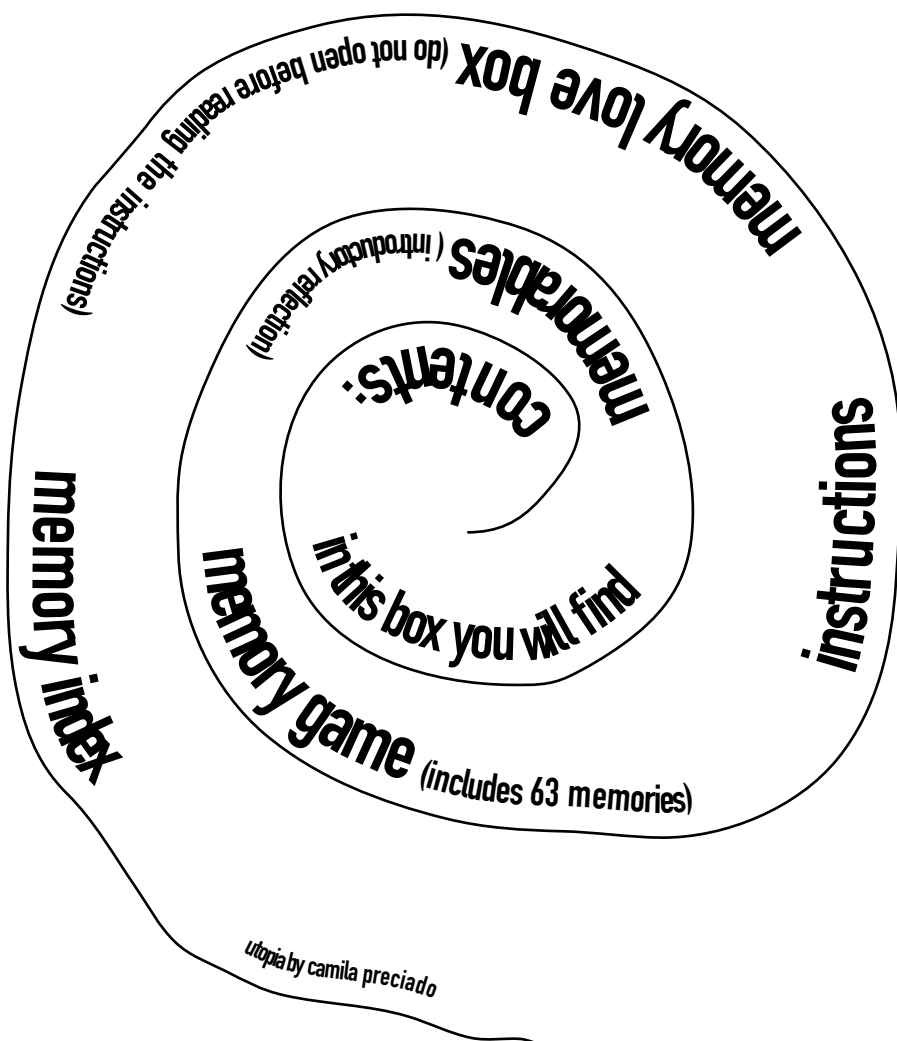 contents:
in this box you will find
memorables
( introductory reflection)
memory game
(includes 63 memories)
instructions
memory love box
(do not open before reading the instructions)
memory index
utopia by camila preciado